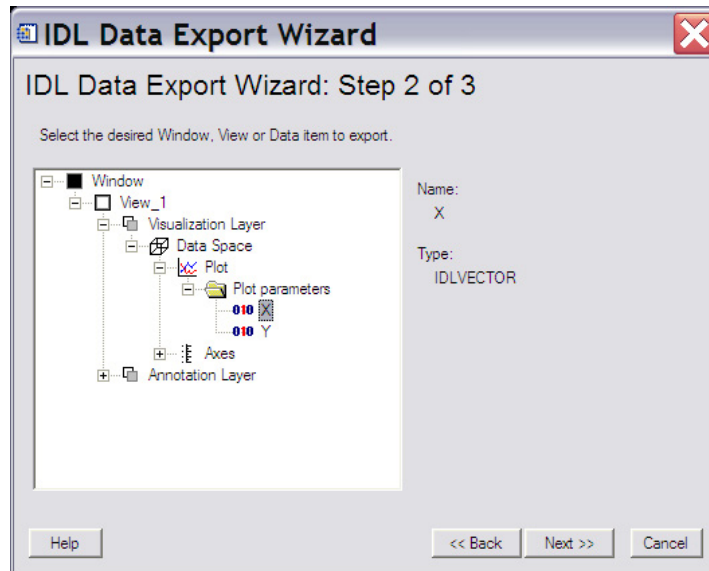 IDL Data Export Wizard
IDL Data Export Wizard: Step 2 of 3
Select the desired Window, View or Data item to export.
Window
View_1
Visualization Layer
Data Space
Plot
Plot parameters
010 X
010 Y
Axes
Annotation Layer
Name:
X
Type:
IDLVECTOR
Help
<< Back
Next >>
Cancel